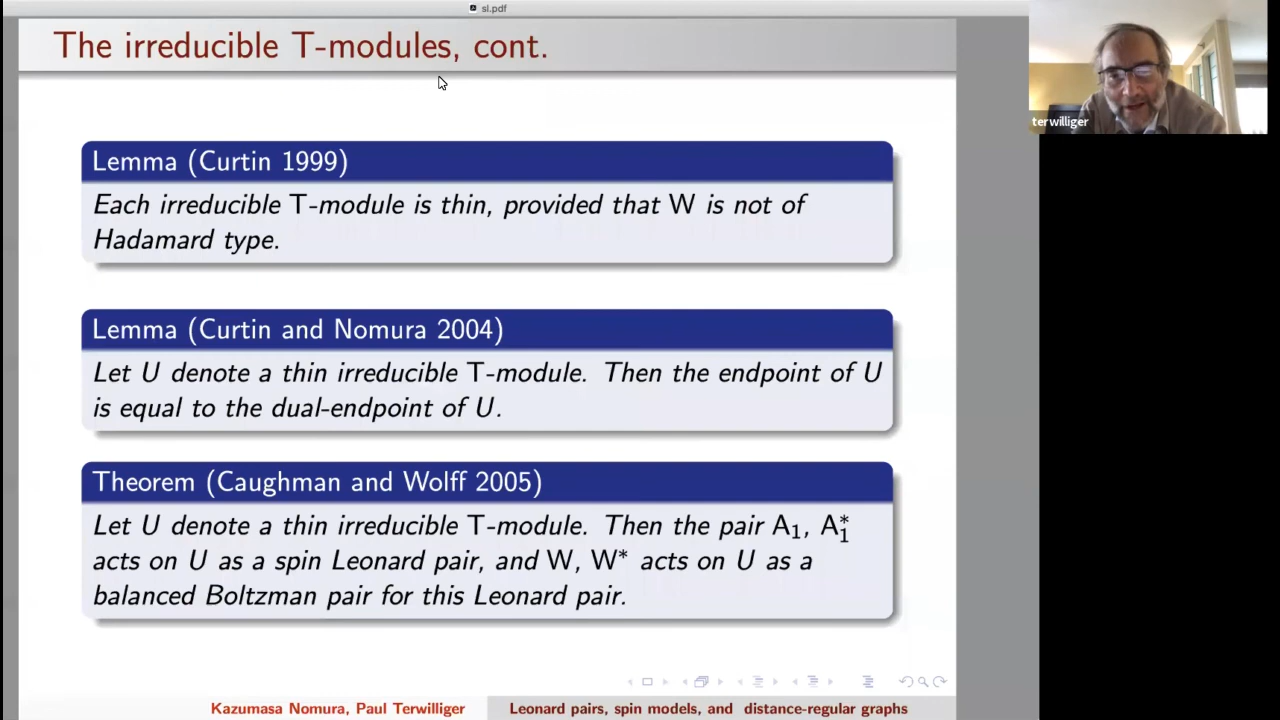 sl.pdf
The irreducible T-modules, cont.
terwilliger
Lemma (Curtin 1999)
Each irreducible T-module is thin, provided that W is not of
Hadamard type.
Lemma (Curtin and Nomura 2004)
Let U denote a thin irreducible T-module. Then the endpoint of U
is equal to the dual-endpoint of U.
Theorem (Caughman and Wolff 2005)
Let U denote a thin irreducible T-module. Then the pair A₁, A₁*
acts on U as a spin Leonard pair, and W, W* acts on U as a
balanced Boltzman pair for this Leonard pair.
Kazumasa Nomura, Paul Terwilliger Leonard pairs, spin models, and distance-regular graphs